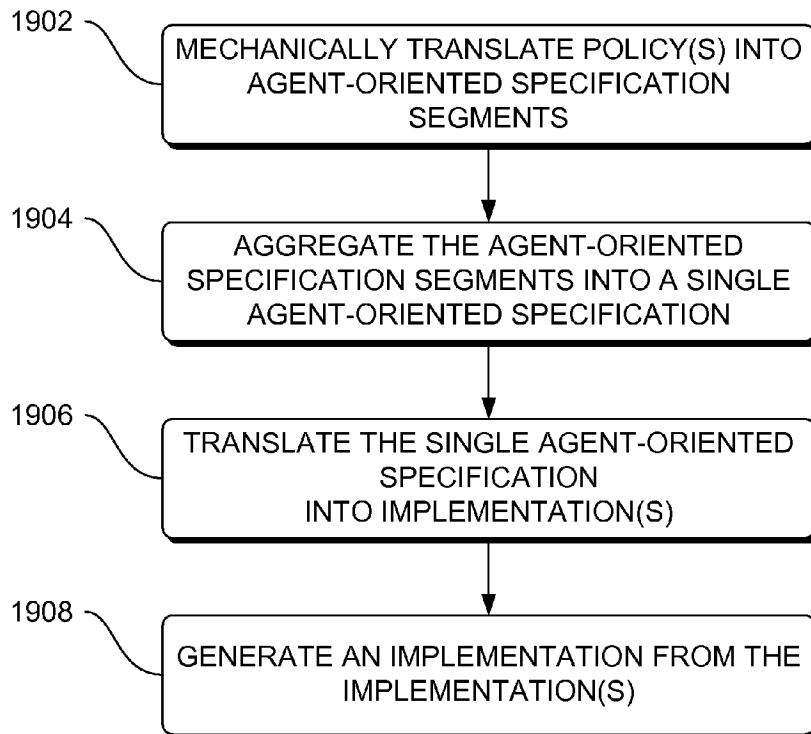 1902
MECHANICALLY TRANSLATE POLICY(S) INTO
AGENT-ORIENTED SPECIFICATION
SEGMENTS
1904
AGGREGATE THE AGENT-ORIENTED
SPECIFICATION SEGMENTS INTO A SINGLE
AGENT-ORIENTED SPECIFICATION
1906
TRANSLATE THE SINGLE AGENT-ORIENTED
SPECIFICATION
INTO IMPLEMENTATION(S)
1908
GENERATE AN IMPLEMENTATION FROM THE
IMPLEMENTATION(S)